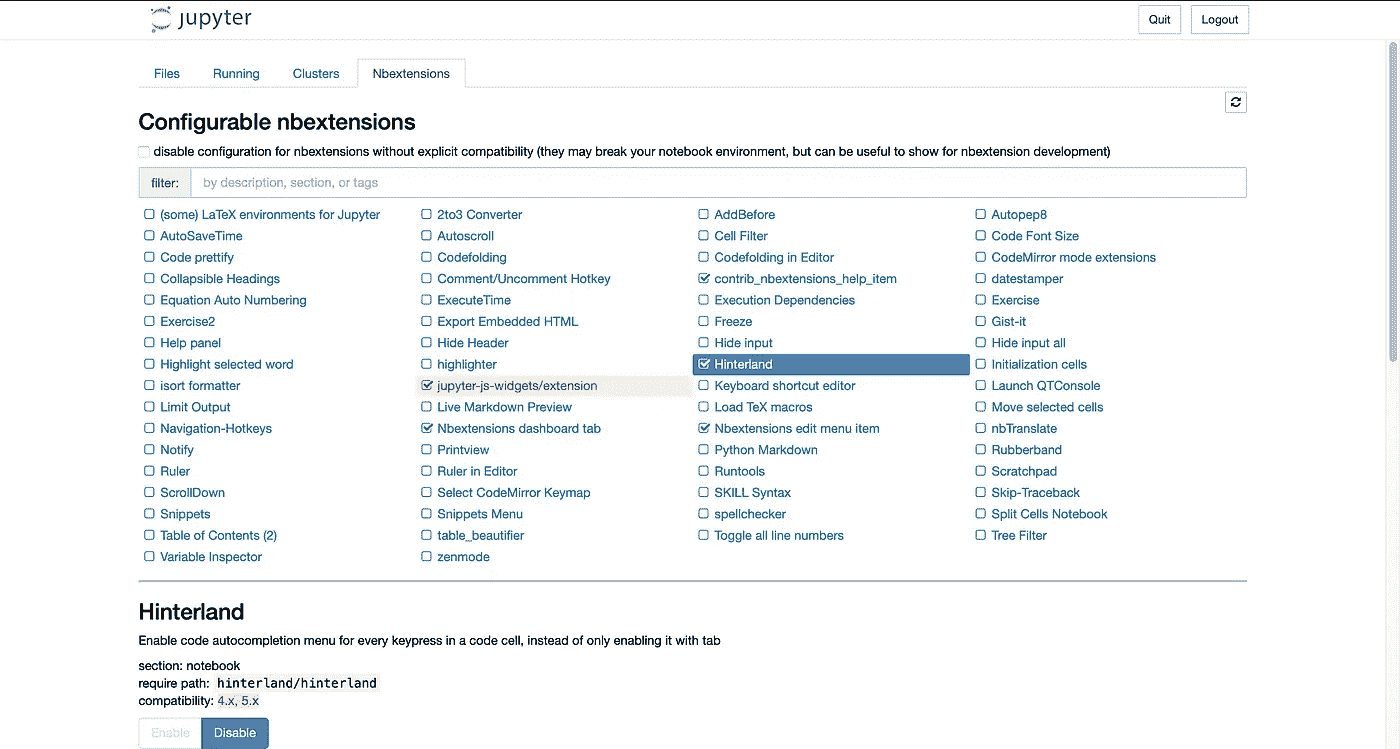 jupyter
Quit Logout
Files Running Clusters Nbextensions
Configurable nbextensions
disable configuration for nbextensions without explicit compatibility (they may break your notebook environment, but can be useful to show for nbextension development)
filter: by description, section, or tags
(some) LaTeX environments for Jupyter 2to3 Converter AddBefore Autopep8
AutoSaveTime Autoscroll Cell Filter Code Font Size
Code prettify Codefolding Codefolding in Editor CodeMirror mode extensions
Collapsible Headings Comment/Uncomment Hotkey contrib_nbextensions_help_item datestamper
Equation Auto Numbering ExecuteTime Execution Dependencies Exercise
Exercise2 Export Embedded HTML Freeze Gist-it
Help panel Hide Header Hide input Hide input all
Highlight selected word highlighter Hinterland Initialization cells
isort formatter jupyter-js-widgets/extension Keyboard shortcut editor Launch QTConsole
Limit Output Live Markdown Preview Load TeX macros Move selected cells
Navigation-Hotkeys Nbextensions dashboard tab Nbextensions edit menu item nbTranslate
Notify Printview Python Markdown Rubberband
Ruler Ruler in Editor Runtools Scratchpad
ScrollDown Select CodeMirror Keymap SKILL Syntax Skip-Traceback
Snippets Snippets Menu spellchecker Split Cells Notebook
Table of Contents (2) table_beautifier Toggle all line numbers Tree Filter
Variable Inspector zenmode
Hinterland
Enable code autocompletion menu for every keypress in a code cell, instead of only enabling it with tab
section: notebook
require path: hinterland/hinterland
compatibility: 4.x, 5.x
Enable Disable